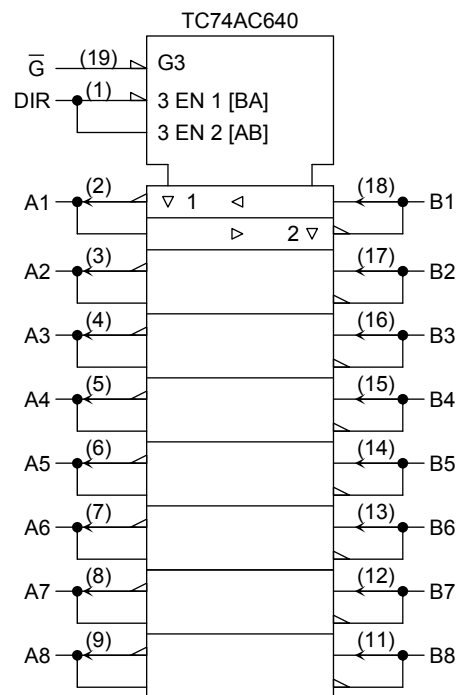 TC74AC640
G̅ (19) G3
DIR (1) 3 EN 1 [BA]
3 EN 2 [AB]
A1 (2) ▽ 1 ◁ (18) B1
▷ 2 ▽
A2 (3) (17) B2
A3 (4) (16) B3
A4 (5) (15) B4
A5 (6) (14) B5
A6 (7) (13) B6
A7 (8) (12) B7
A8 (9) (11) B8